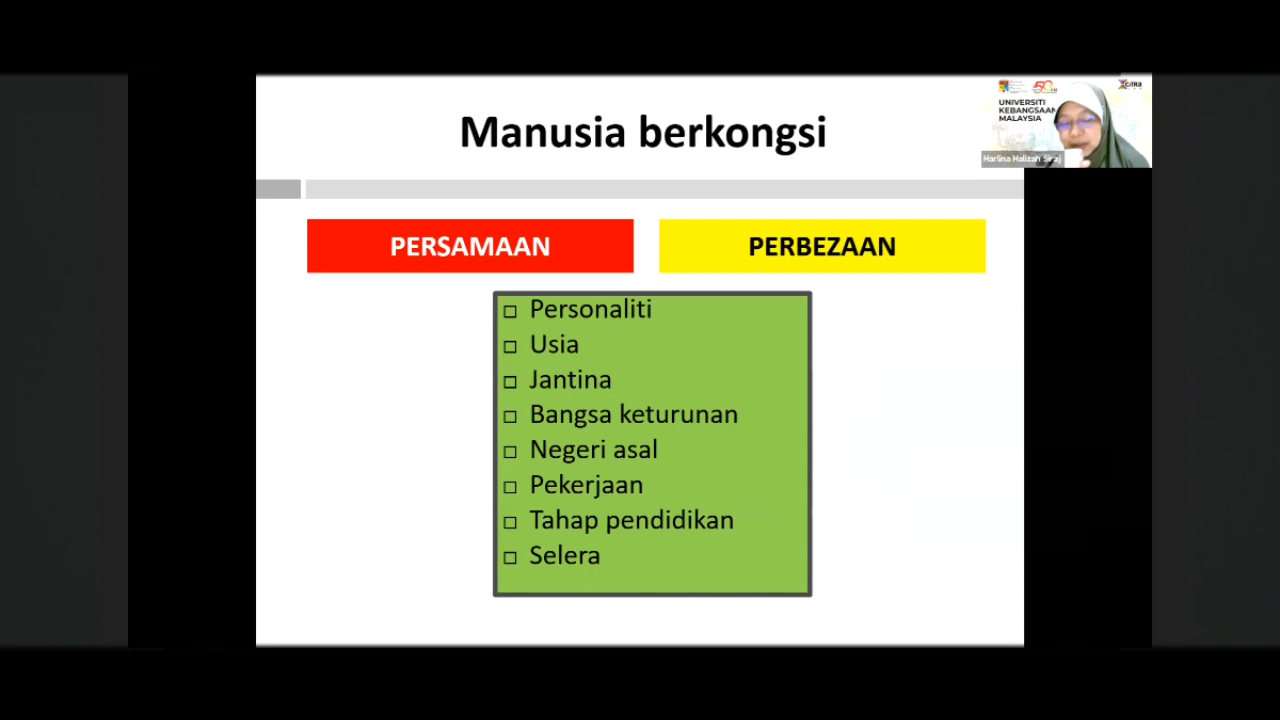 Manusia berkongsi
UNIVERSITI
KEBANGSAAN
MALAYSIA
Harlina Halizah Siraj
PERSAMAAN
PERBEZAAN
Personaliti
Usia
Jantina
Bangsa keturunan
Negeri asal
Pekerjaan
Tahap pendidikan
Selera